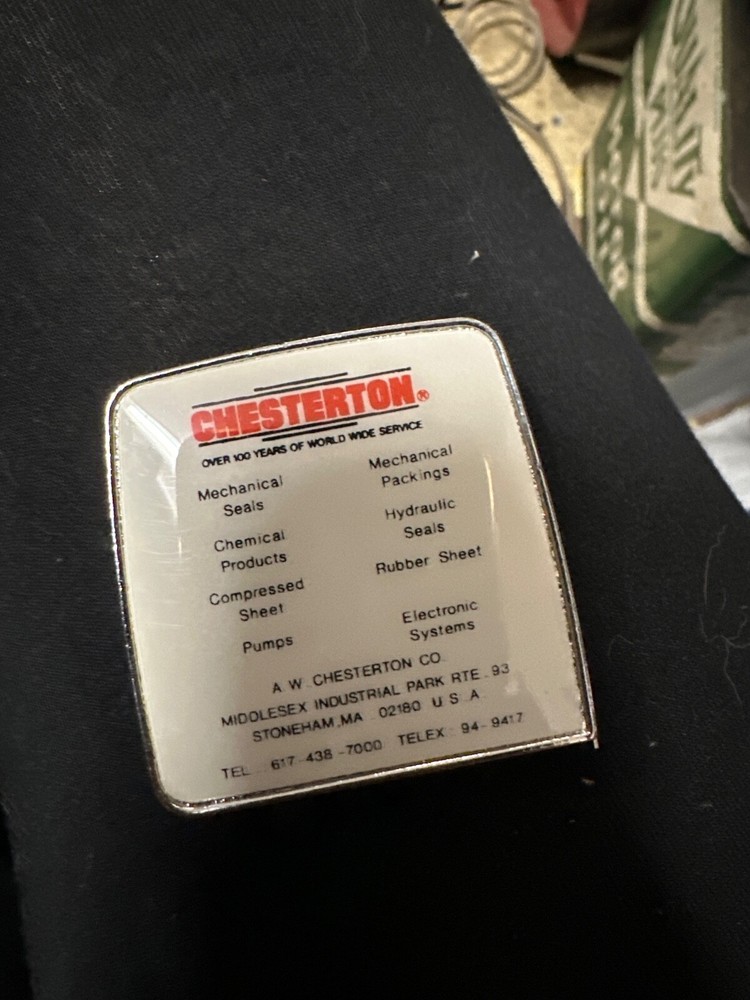 CHESTERTON®
OVER 100 YEARS OF WORLD WIDE SERVICE
Mechanical Seals
Mechanical Packings
Chemical Products
Hydraulic Seals
Compressed Sheet
Rubber Sheet
Pumps
Electronic Systems
A.W. CHESTERTON CO.
MIDDLESEX INDUSTRIAL PARK RTE. 93
STONEHAM, MA. 02180 U.S.A.
TEL. 617-438-7000 TELEX: 94-9417